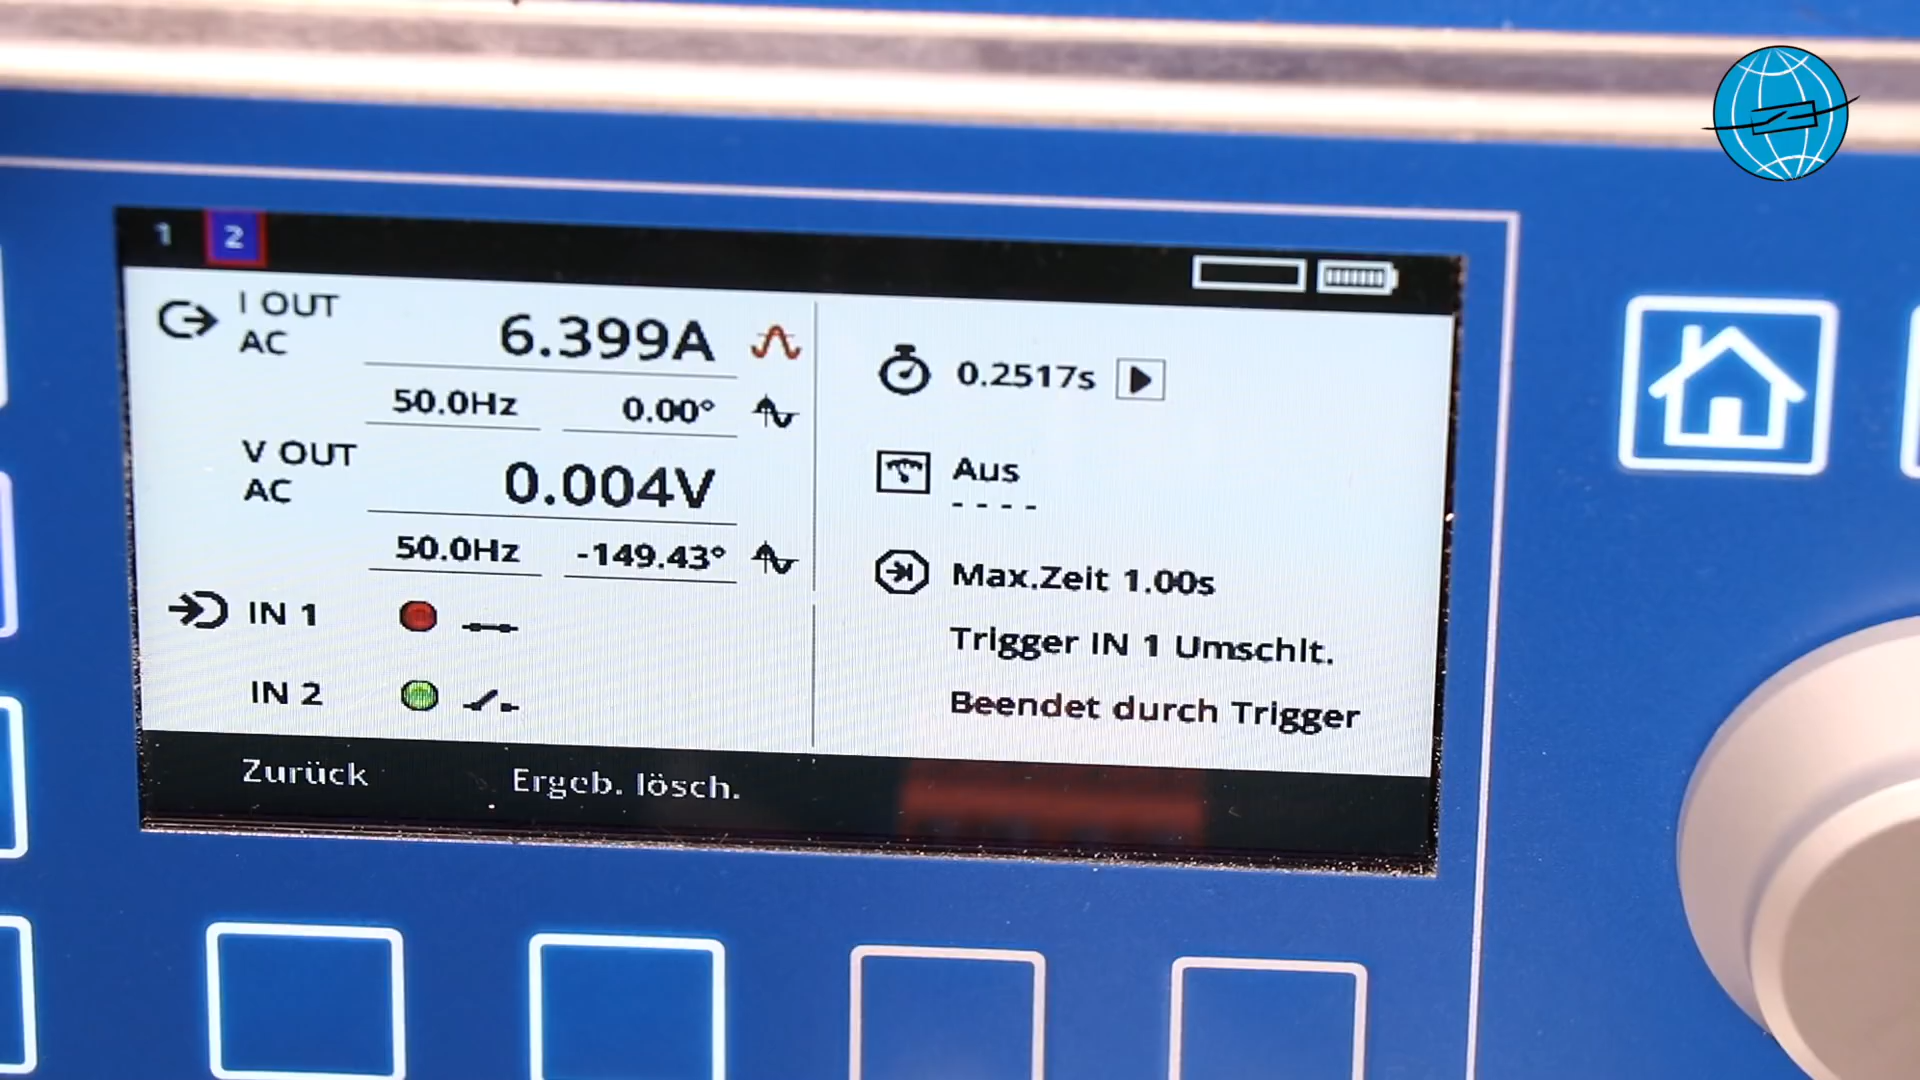 1 2
I OUT
AC
6.399A
50.0Hz 0.00°
V OUT
AC
0.004V
50.0Hz -149.43°
IN 1
IN 2
0.2517s
Aus
- - - -
Max.Zeit 1.00s
Trigger IN 1 Umschlt.
Beendet durch Trigger
Zurück Ergeb. lösch.